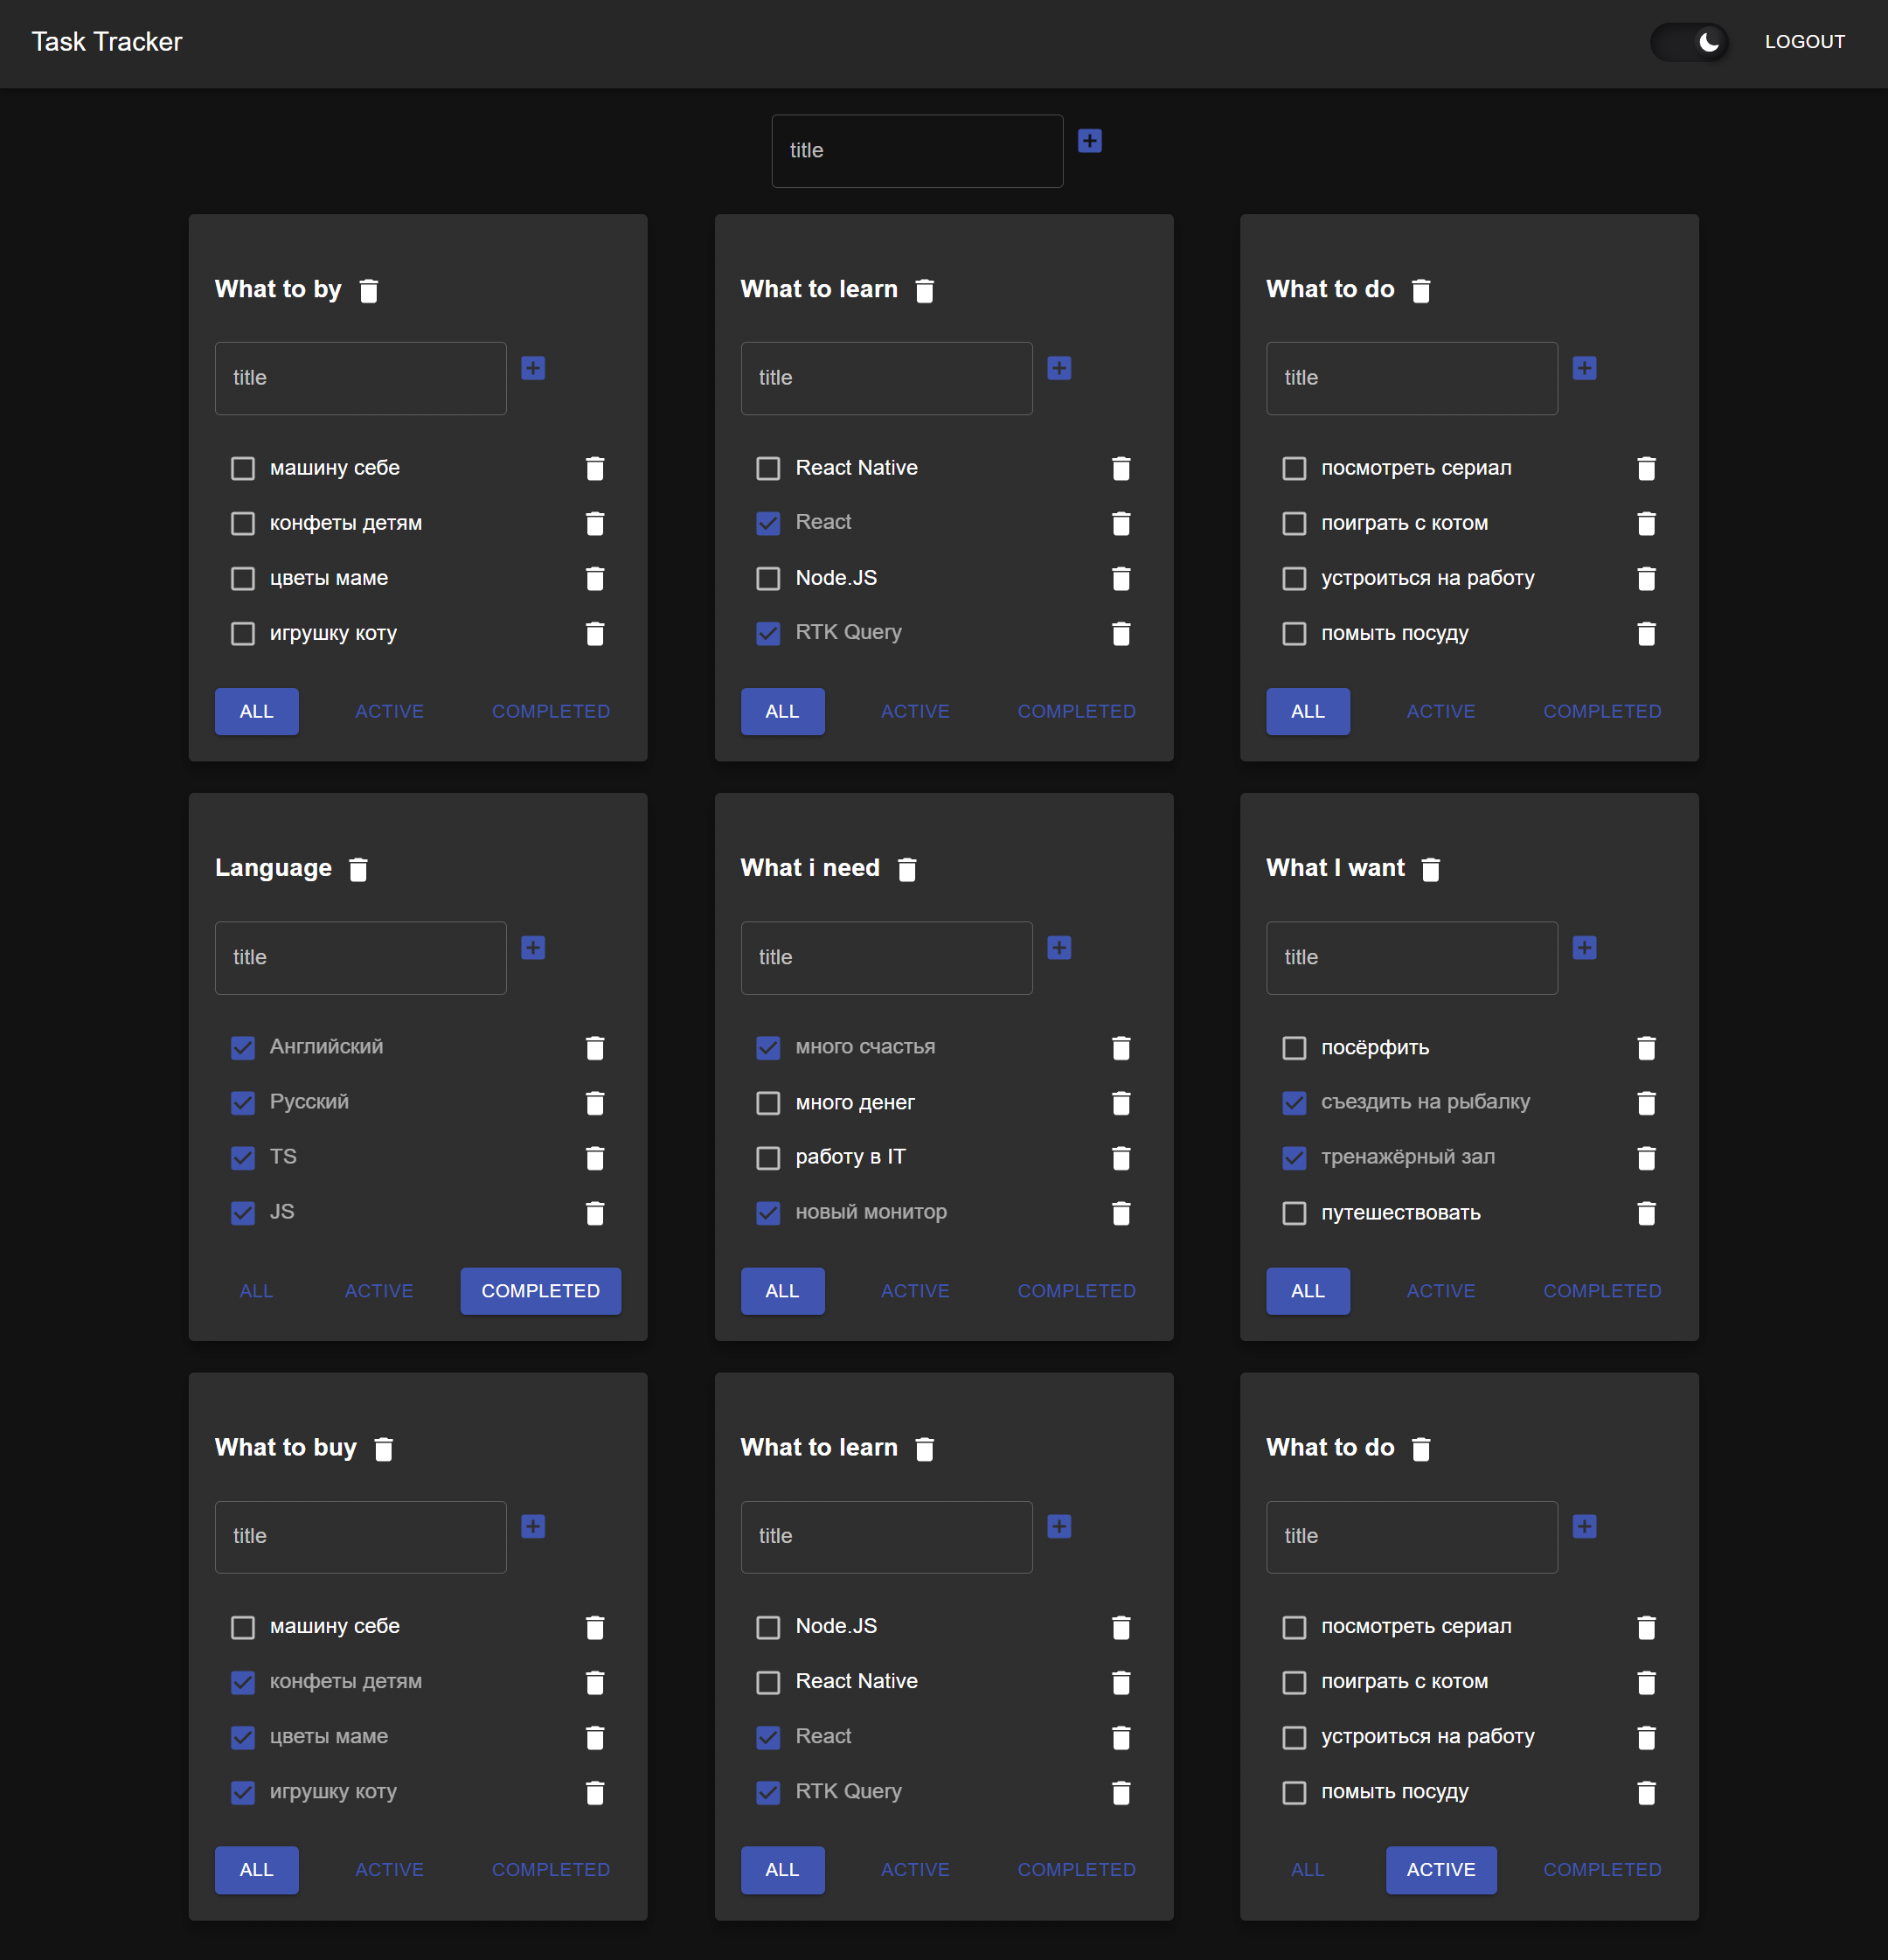 Task Tracker
LOGOUT
title
What to by
title
машину себе
конфеты детям
цветы маме
игрушку коту
ALL ACTIVE COMPLETED
What to learn
title
React Native
React
Node.JS
RTK Query
ALL ACTIVE COMPLETED
What to do
title
посмотреть сериал
поиграть с котом
устроиться на работу
помыть посуду
ALL ACTIVE COMPLETED
Language
title
Английский
Русский
TS
JS
ALL ACTIVE COMPLETED
What i need
title
много счастья
много денег
работу в IT
новый монитор
ALL ACTIVE COMPLETED
What I want
title
посёрфить
съездить на рыбалку
тренажёрный зал
путешествовать
ALL ACTIVE COMPLETED
What to buy
title
машину себе
конфеты детям
цветы маме
игрушку коту
ALL ACTIVE COMPLETED
What to learn
title
Node.JS
React Native
React
RTK Query
ALL ACTIVE COMPLETED
What to do
title
посмотреть сериал
поиграть с котом
устроиться на работу
помыть посуду
ALL ACTIVE COMPLETED